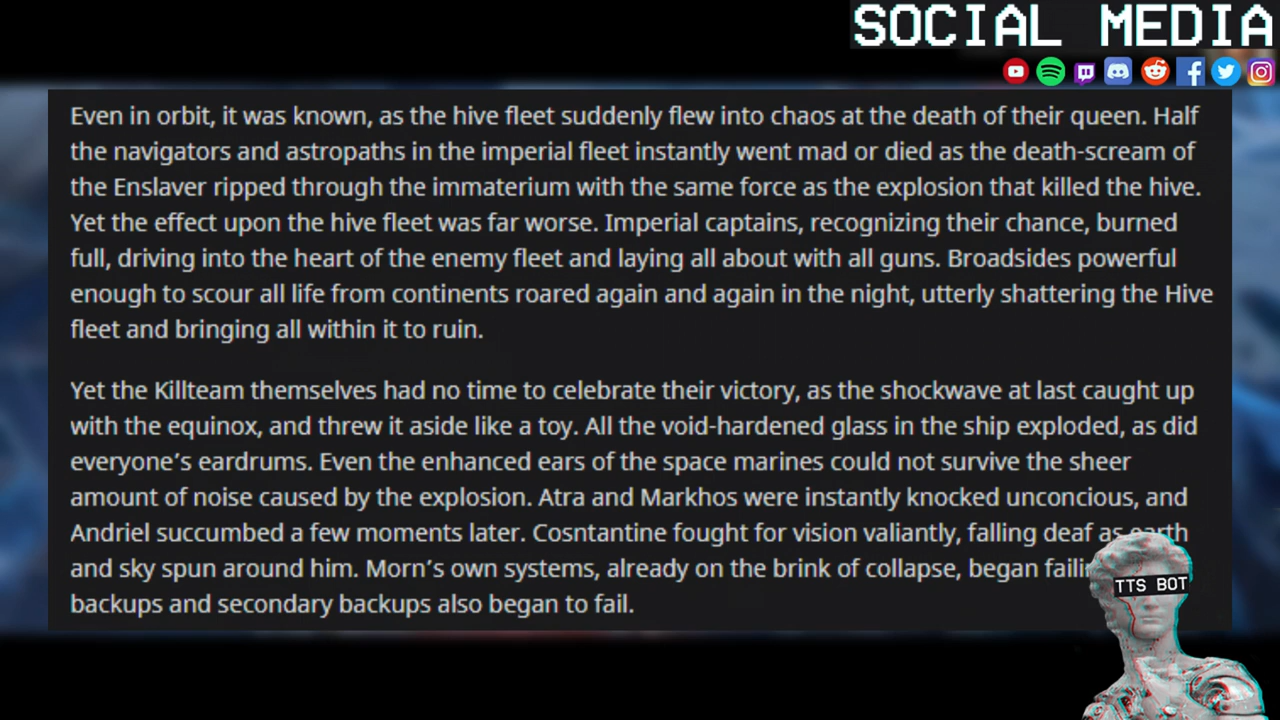 SOCIAL MEDIA
Even in orbit, it was known, as the hive fleet suddenly flew into chaos at the death of their queen. Half
the navigators and astropaths in the imperial fleet instantly went mad or died as the death-scream of
the Enslaver ripped through the immaterium with the same force as the explosion that killed the hive.
Yet the effect upon the hive fleet was far worse. Imperial captains, recognizing their chance, burned
full, driving into the heart of the enemy fleet and laying all about with all guns. Broadsides powerful
enough to scour all life from continents roared again and again in the night, utterly shattering the Hive
fleet and bringing all within it to ruin.
Yet the Killteam themselves had no time to celebrate their victory, as the shockwave at last caught up
with the equinox, and threw it aside like a toy. All the void-hardened glass in the ship exploded, as did
everyone’s eardrums. Even the enhanced ears of the space marines could not survive the sheer
amount of noise caused by the explosion. Atra and Markhos were instantly knocked unconcious, and
Andriel succumbed a few moments later. Cosntantine fought for vision valiantly, falling deaf as earth
and sky spun around him. Morn’s own systems, already on the brink of collapse, began
backups and secondary backups also began to fail.
TTS BOT